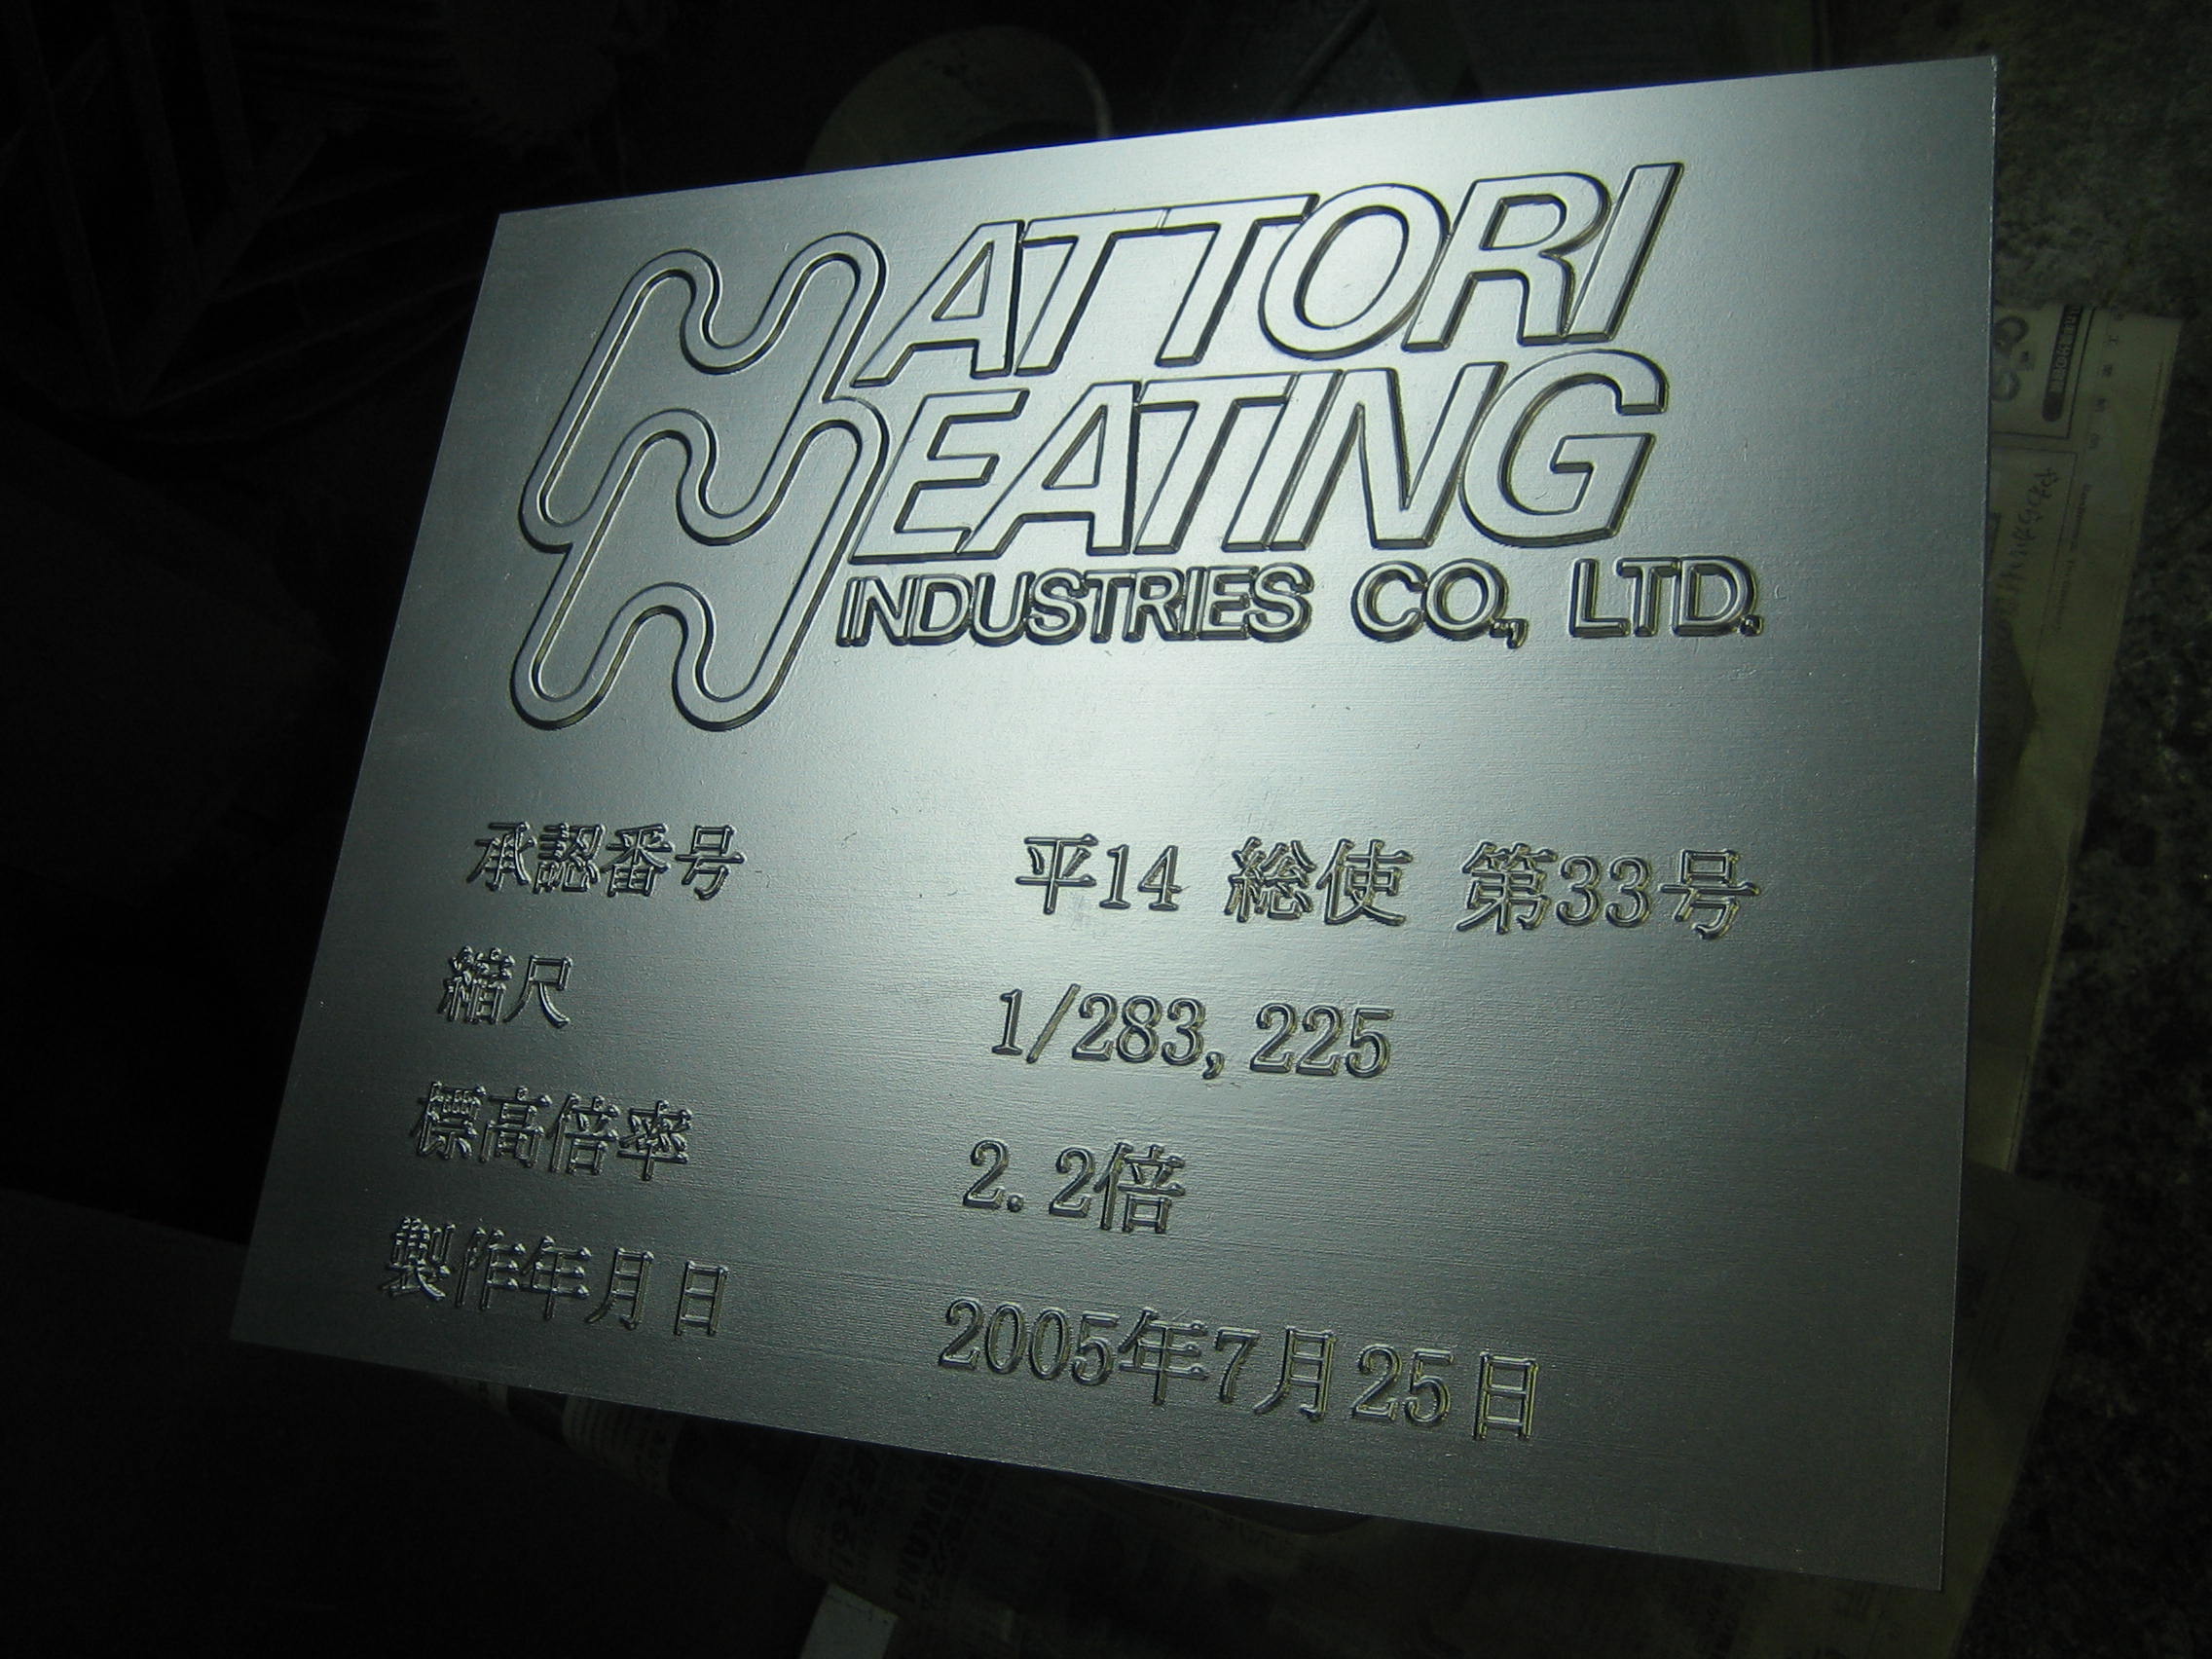 HATTORI
HEATING
INDUSTRIES CO., LTD.
承認番号 平14 総使 第33号
縮尺 1/283,225
標高倍率 2.2倍
製作年月日 2005年7月25日